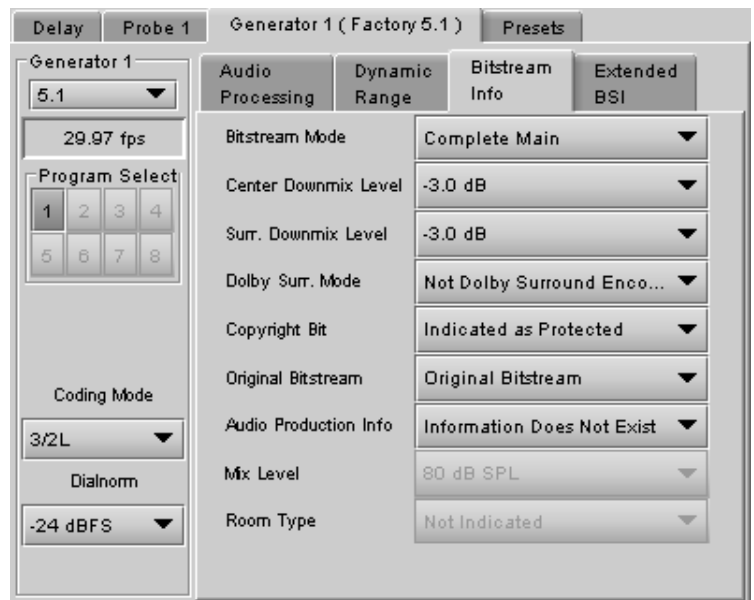 Delay
Probe 1
Generator 1 ( Factory 5.1 )
Presets
Generator 1
5.1
29.97 fps
Program Select
1 2 3 4
5 6 7 8
Coding Mode
3/2L
Dialnorm
-24 dBFS
Audio
Processing
Dynamic
Range
Bitstream
Info
Extended
BSI
Bitstream Mode
Complete Main
Center Downmix Level
-3.0 dB
Surr. Downmix Level
-3.0 dB
Dolby Surr. Mode
Not Dolby Surround Enco...
Copyright Bit
Indicated as Protected
Original Bitstream
Original Bitstream
Audio Production Info
Information Does Not Exist
Mix Level
80 dB SPL
Room Type
Not Indicated